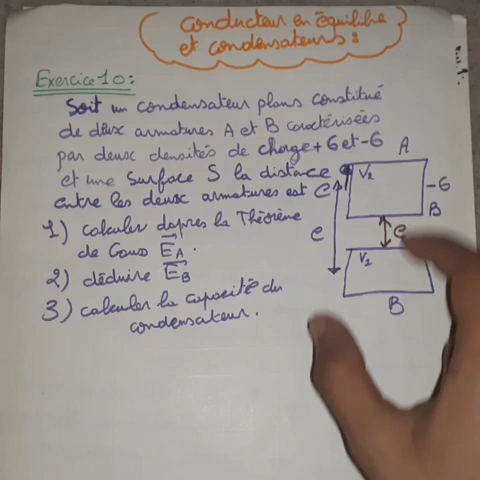 Conducteur en équilibre
et condensateurs :
Exercice 10 :
Soit un condensateur plans constitué
de deux armatures A et B caractérisées
par deux densités de charge +б et -б
et une surface S la distance
entre les deux armatures est e
1) calculer d'après la Théorème
de Gauss E_A.
2) déduire E_B
3) calculer la capacité du
condensateur.
A
V2
-б
B
e
e
V1
B